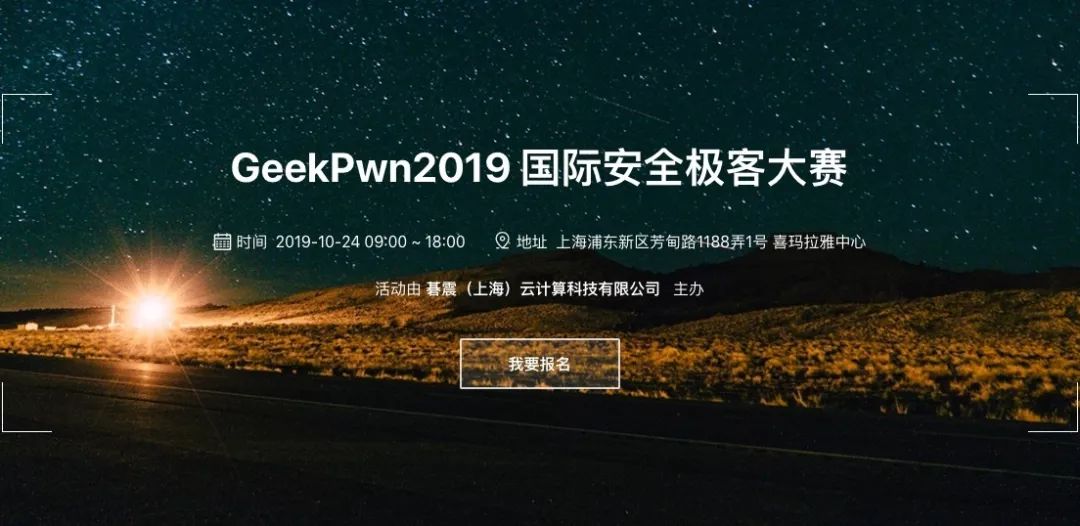 GeekPwn2019 国际安全极客大赛
时间 2019-10-24 09:00 ~ 18:00 地址 上海浦东新区芳甸路1188弄1号 喜玛拉雅中心
活动由 碁震（上海）云计算科技有限公司 主办
我要报名